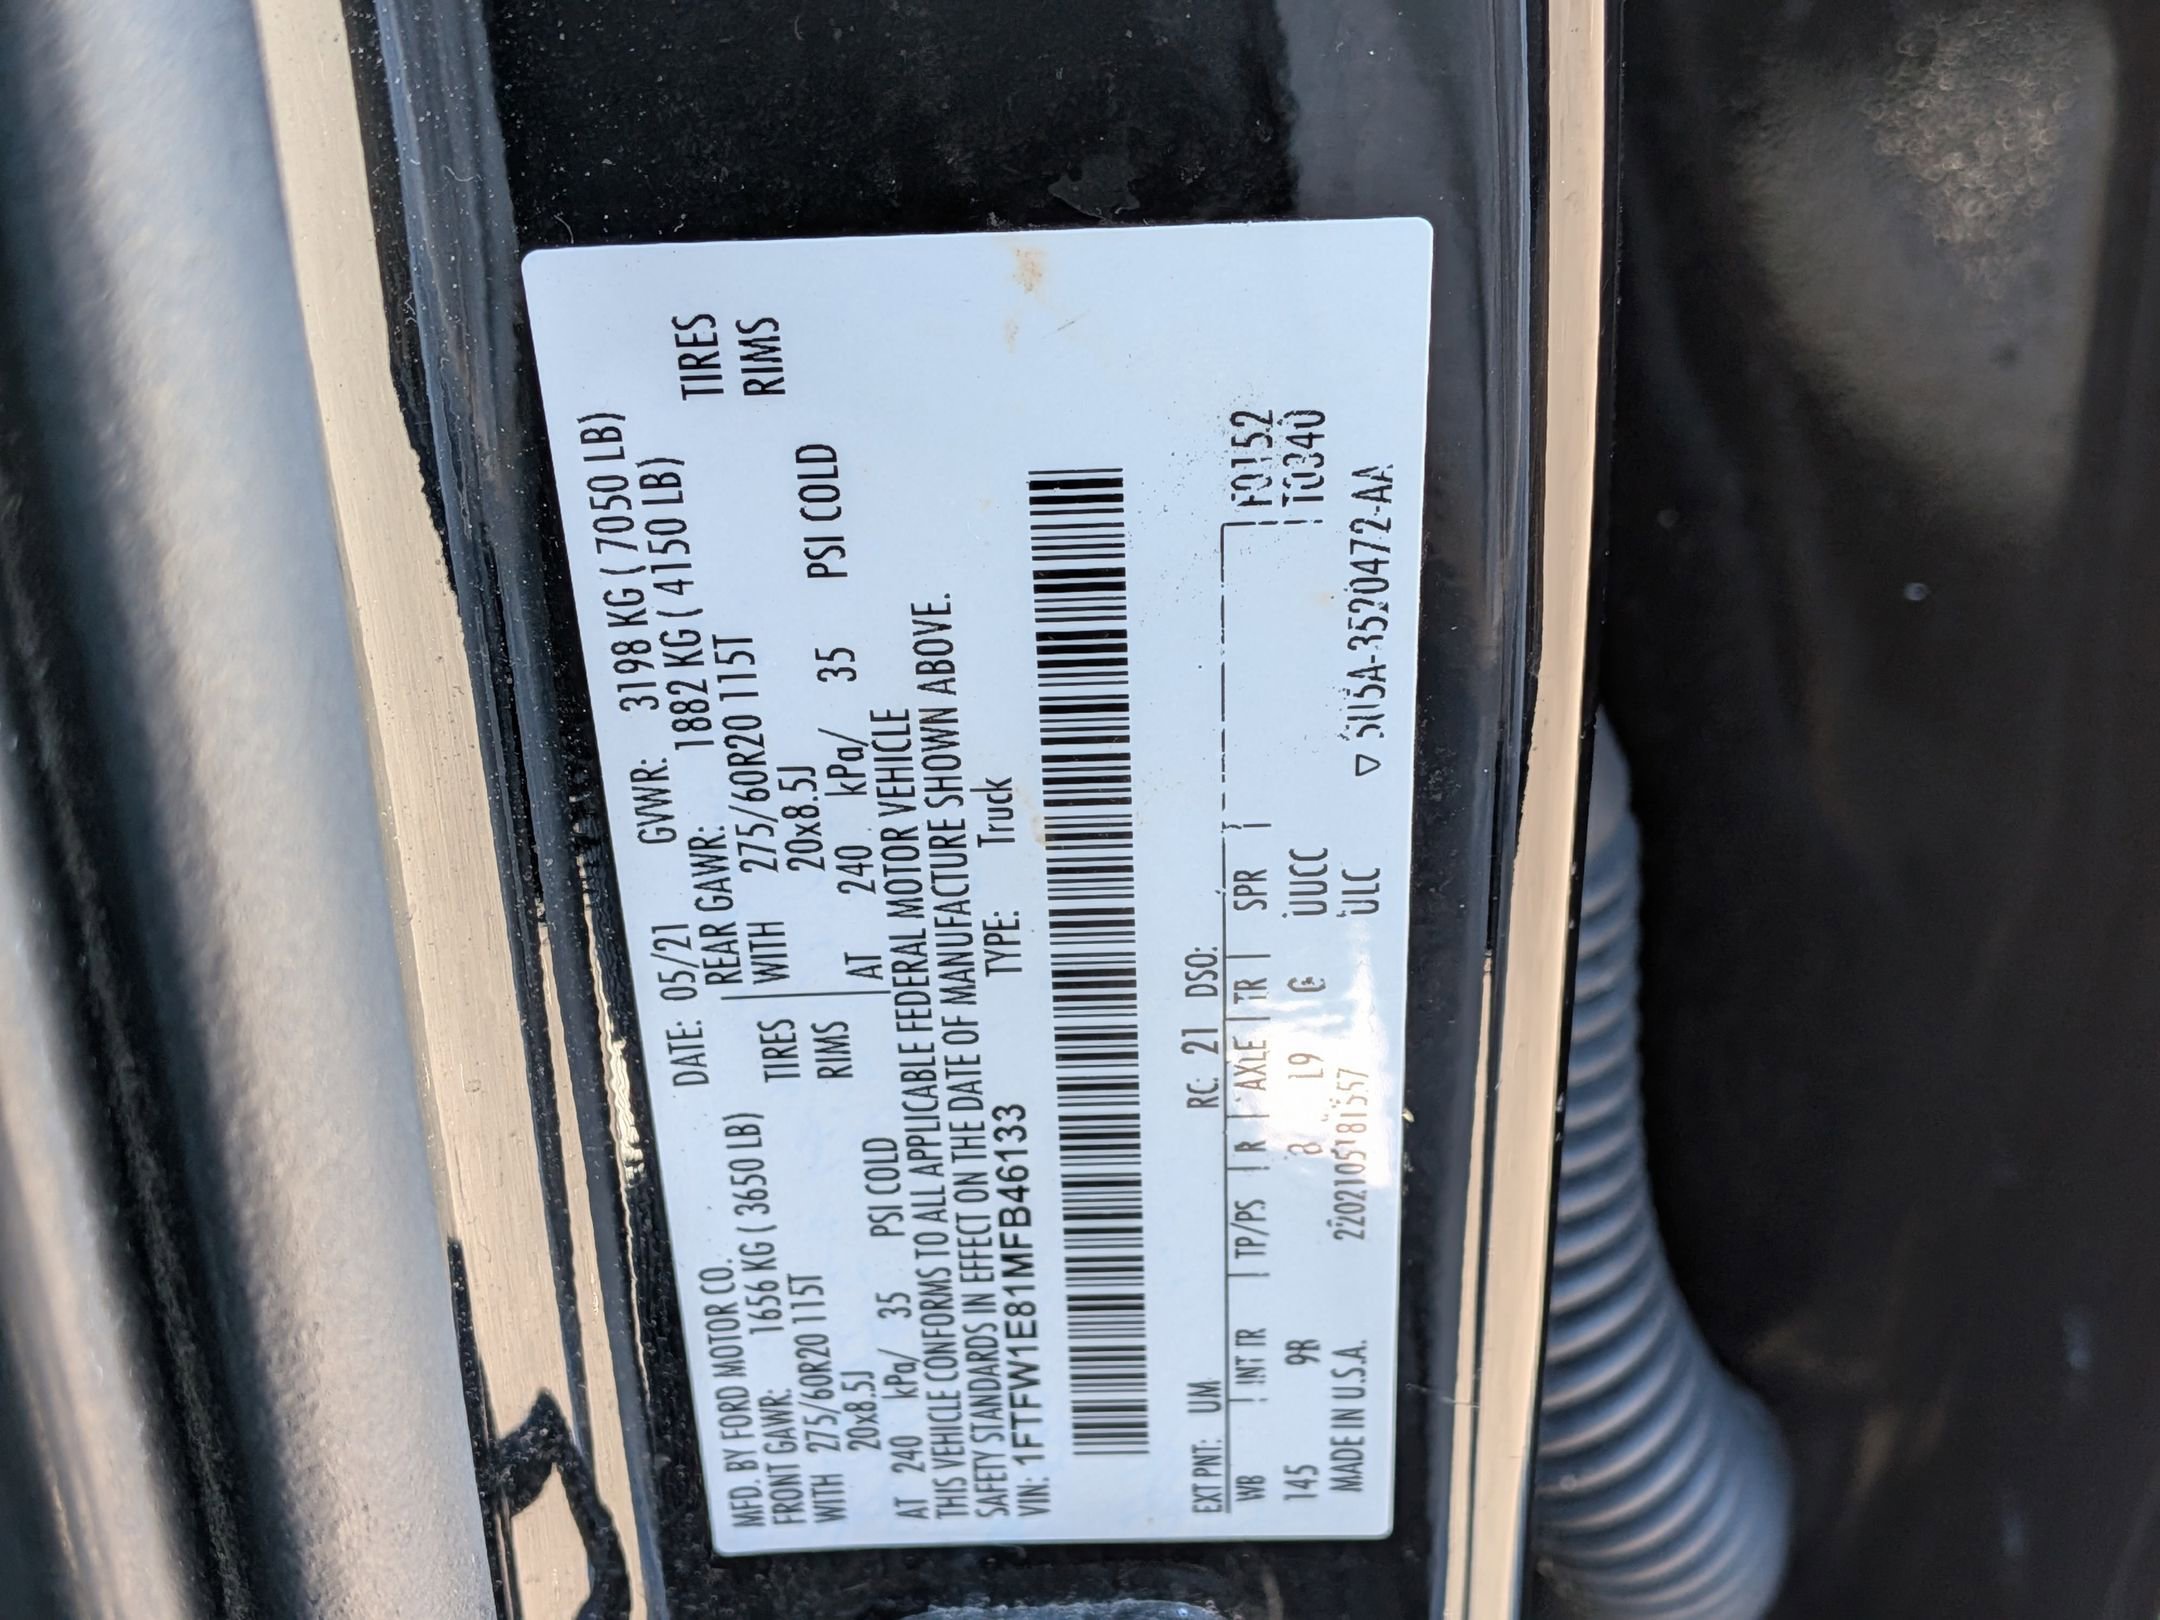 MFD. BY FORD MOTOR CO.
DATE: 05/21 GVWR: 3198 KG ( 7050 LB)
FRONT GAWR: 1656 KG ( 3650 LB) REAR GAWR: 1882 KG ( 4150 LB)
WITH 275/60R20 115T TIRES WITH 275/60R20 115T TIRES
20x8.5J RIMS 20x8.5J RIMS
AT 240 kPa/ 35 PSI COLD AT 240 kPa/ 35 PSI COLD
THIS VEHICLE CONFORMS TO ALL APPLICABLE FEDERAL MOTOR VEHICLE
SAFETY STANDARDS IN EFFECT ON THE DATE OF MANUFACTURE SHOWN ABOVE.
VIN: 1FTFW1E81MFB46133 TYPE: Truck
EXT PNT: UM RC: 21 DSO:
WB INT TR TP/PS R AXLE TR SPR F0152
145 9R 8 L9 G UUCC T0340
MADE IN U.S.A. ULC